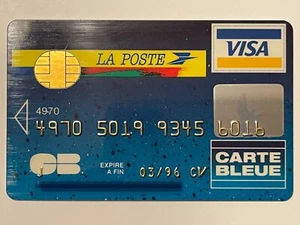 LA POSTE
VISA
4970
4970 5019 9345 6016
CB
EXPIRE
A FIN
03/96 CV
CARTE
BLEUE